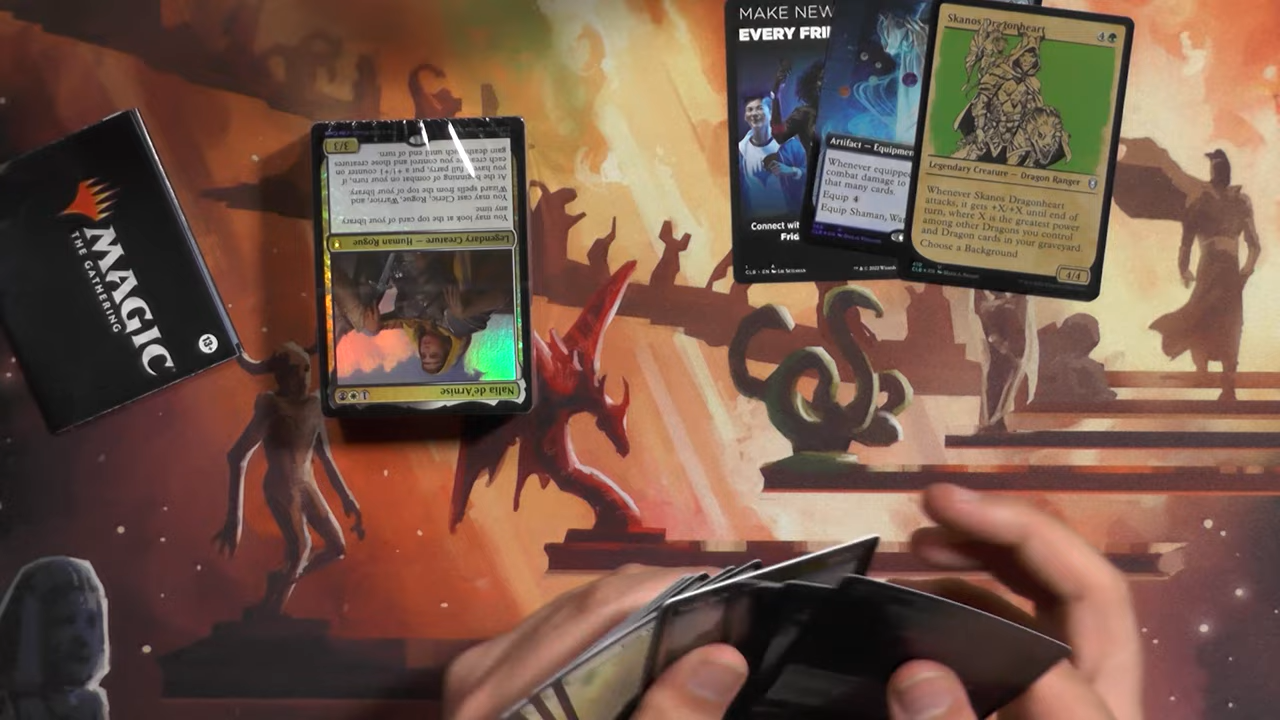 MAGIC
THE GATHERING
13+
Nalia de'Arnise
Legendary Creature — Human Rogue
You may look at the top card of your library
any time.
You may cast Cleric, Rogue, Warrior, and
Wizard spells from the top of your library.
At the beginning of combat on your turn, if
you have a full party, put a +1/+1 counter on
each creature you control and those creatures
gain deathtouch until end of turn.
3/3
MAKE NEW
EVERY FRI
Connect wit
Frid
Artifact — Equipmen
Whenever equippe
combat damage to
that many cards.
Equip 4
Equip Shaman, Wa
Skanos Dragonheart
4
Legendary Creature — Dragon Ranger
Whenever Skanos Dragonheart
attacks, it gets +X/+X until end of
turn, where X is the greatest power
among other Dragons you control
and Dragon cards in your graveyard.
Choose a Background
4/4